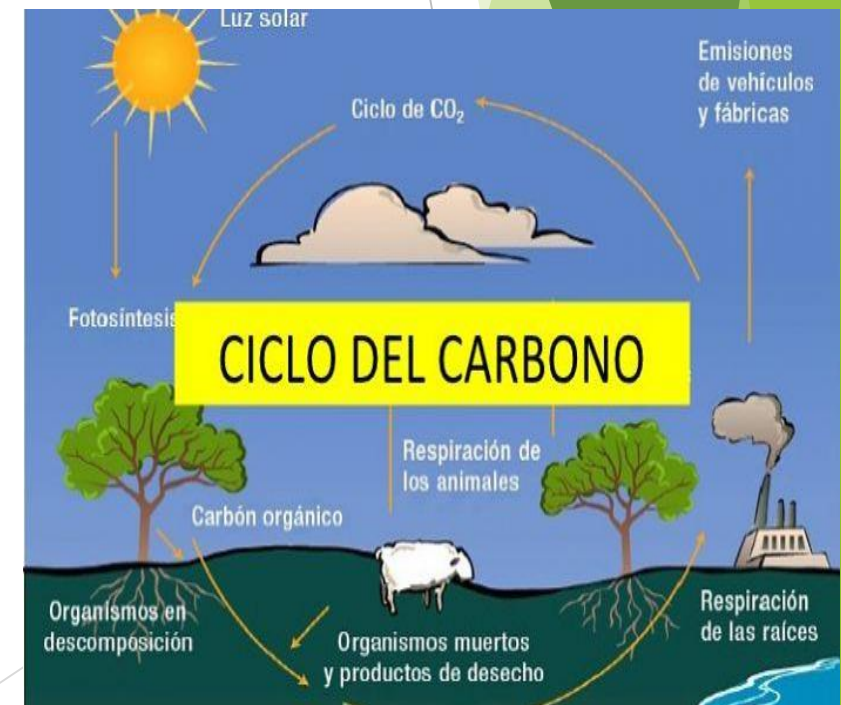 Luz solar
Emisiones
de vehículos
y fábricas
Ciclo de CO₂
Fotosíntesis
CICLO DEL CARBONO
Respiración de
los animales
Carbón orgánico
Organismos en
descomposición
Organismos muertos
y productos de desecho
Respiración
de las raíces